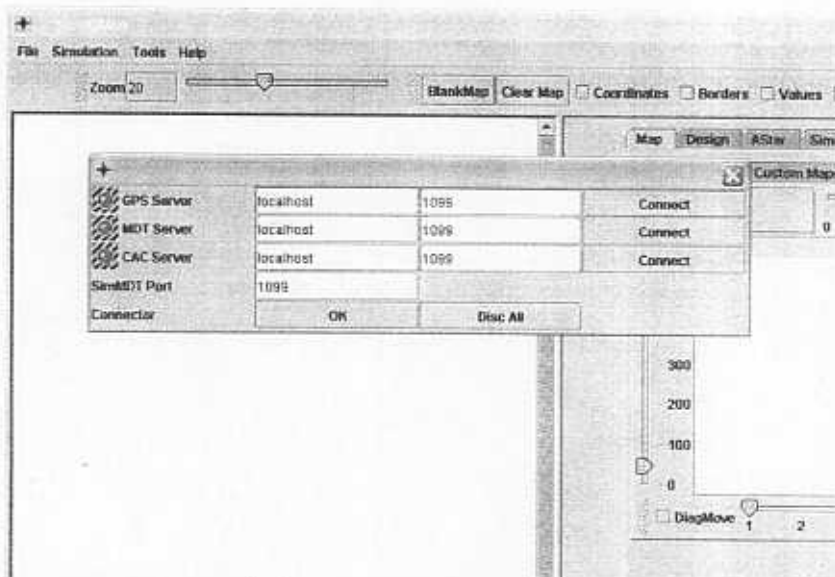 File Simulation Tools Help
Zoom 20 BlankMap Clear Map Coordinates Borders Values
Map Design AStar
Custom Maps
GPS Server localhost 1099 Connect
MDT Server localhost 1099 Connect
CAC Server localhost 1099 Connect
SimMDT Port 1099
Connector OK Disc All
0
0
300
200
100
0
DiagMove 1 2